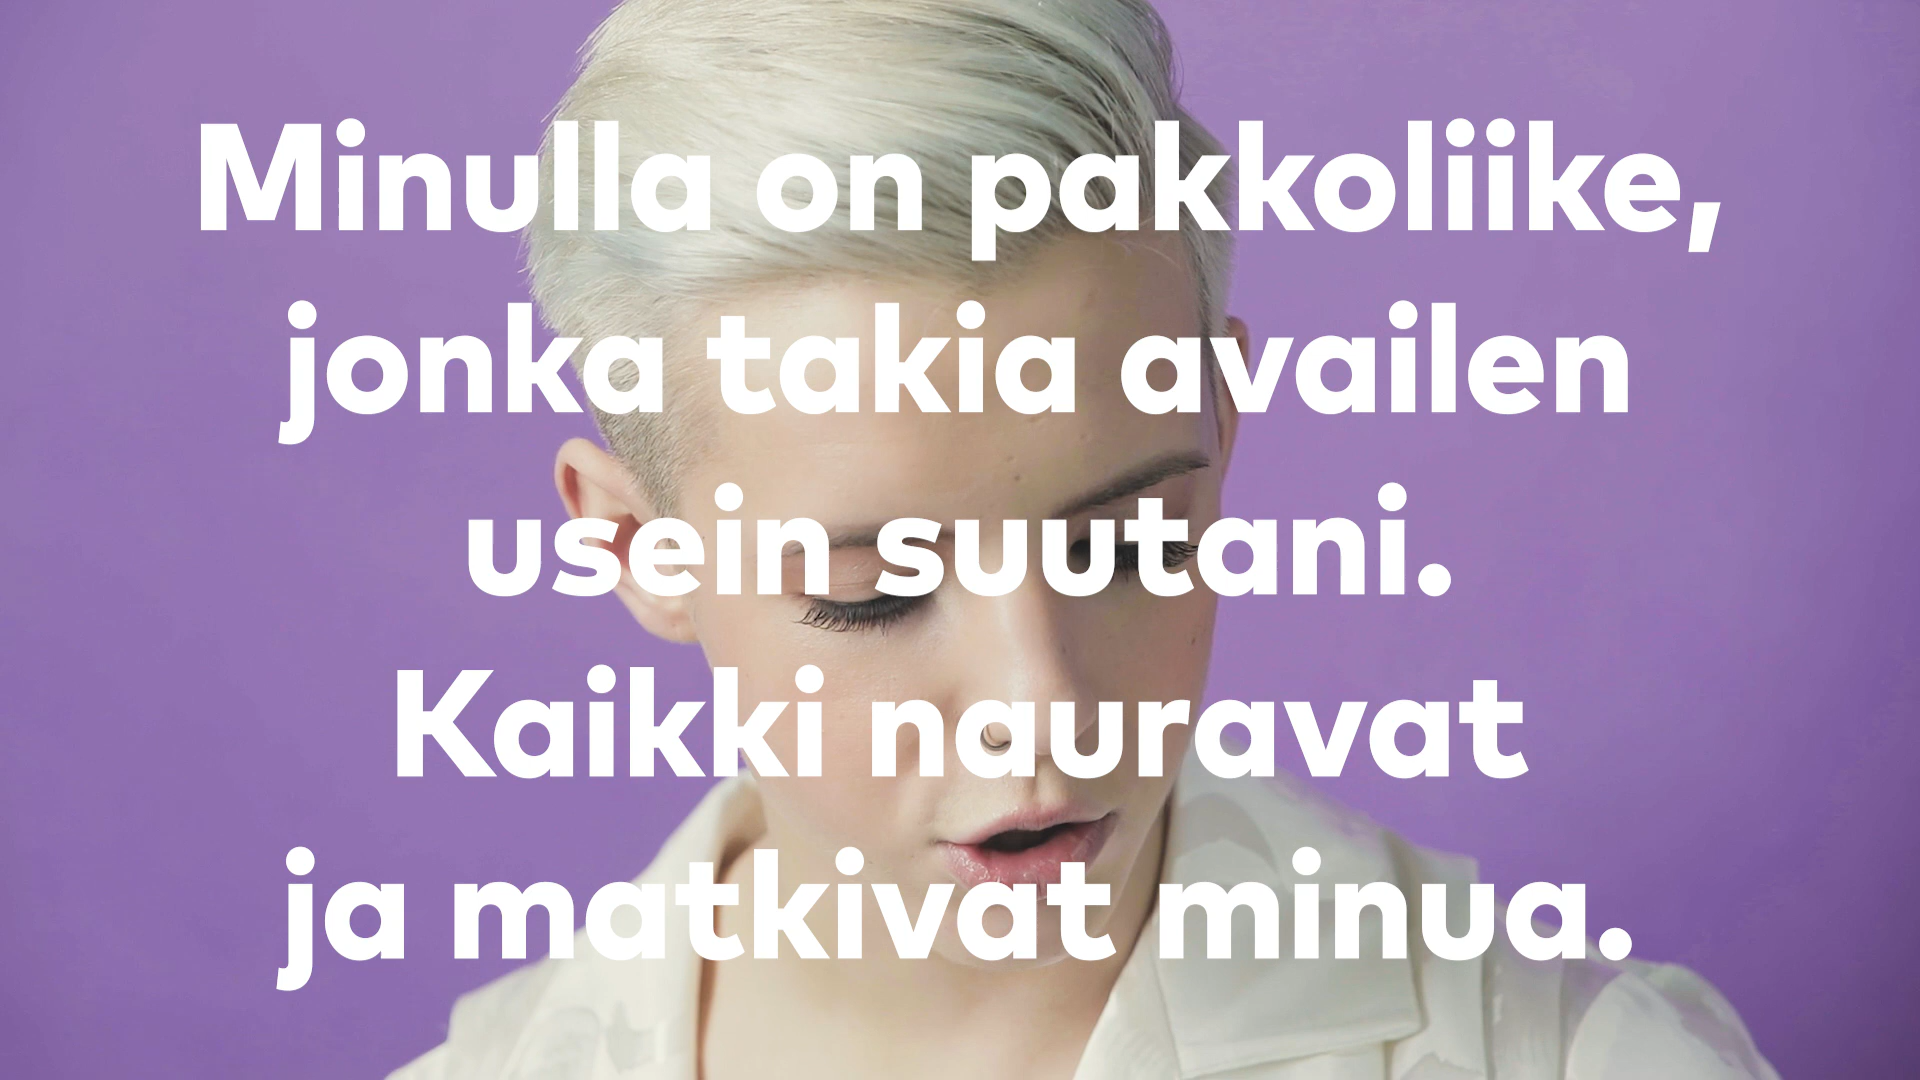 Minulla on pakkoliike,
jonka takia availen
usein suutani.
Kaikki nauravat
ja matkivat minua.